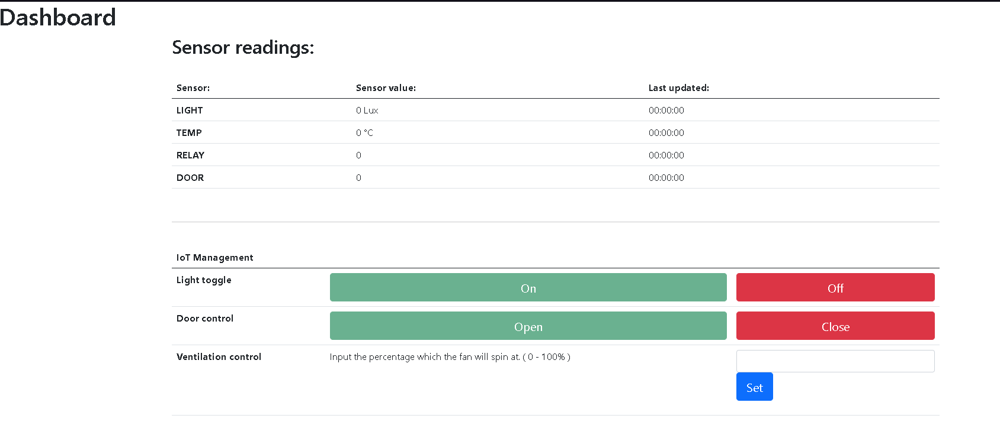 Dashboard
Sensor readings:
Sensor: Sensor value: Last updated:
LIGHT 0 Lux 00:00:00
TEMP 0 °C 00:00:00
RELAY 0 00:00:00
DOOR 0 00:00:00
IoT Management
Light toggle On Off
Door control Open Close
Ventilation control Input the percentage which the fan will spin at. ( 0 - 100% )
Set